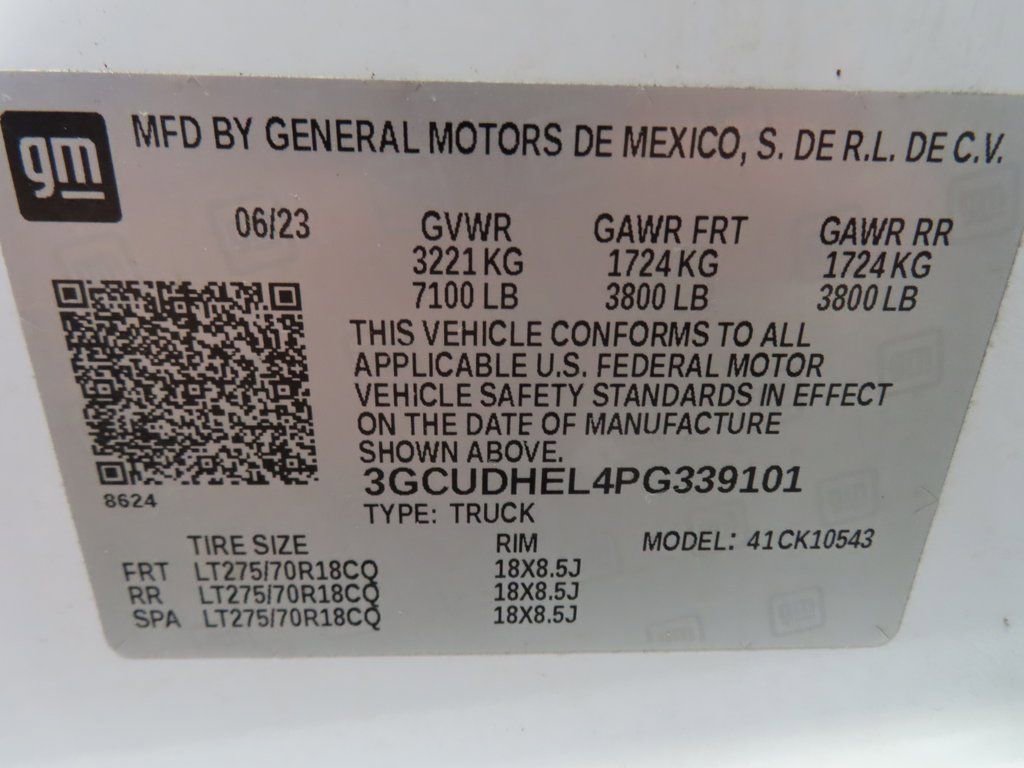 gm
MFD BY GENERAL MOTORS DE MEXICO, S. DE R.L. DE C.V.
06/23 GVWR GAWR FRT GAWR RR
3221 KG 1724 KG 1724 KG
7100 LB 3800 LB 3800 LB
THIS VEHICLE CONFORMS TO ALL
APPLICABLE U.S. FEDERAL MOTOR
VEHICLE SAFETY STANDARDS IN EFFECT
ON THE DATE OF MANUFACTURE
SHOWN ABOVE.
8624
3GCUDHEL4PG339101
TYPE: TRUCK
TIRE SIZE RIM MODEL: 41CK10543
FRT LT275/70R18CQ 18X8.5J
RR LT275/70R18CQ 18X8.5J
SPA LT275/70R18CQ 18X8.5J